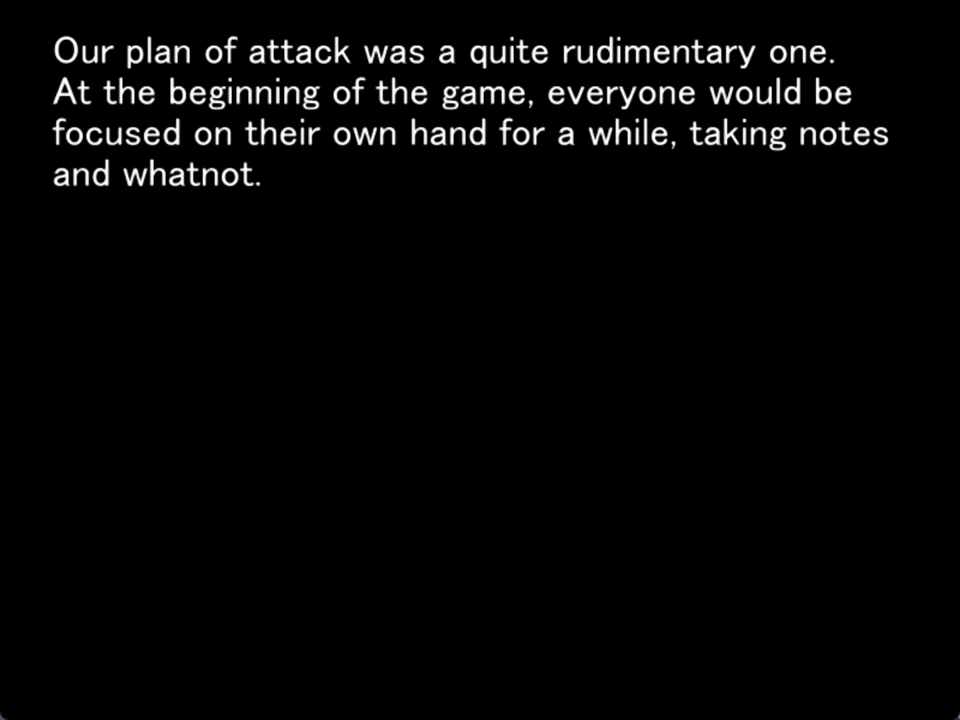 Our plan of attack was a quite rudimentary one.
At the beginning of the game, everyone would be
focused on their own hand for a while, taking notes
and whatnot.